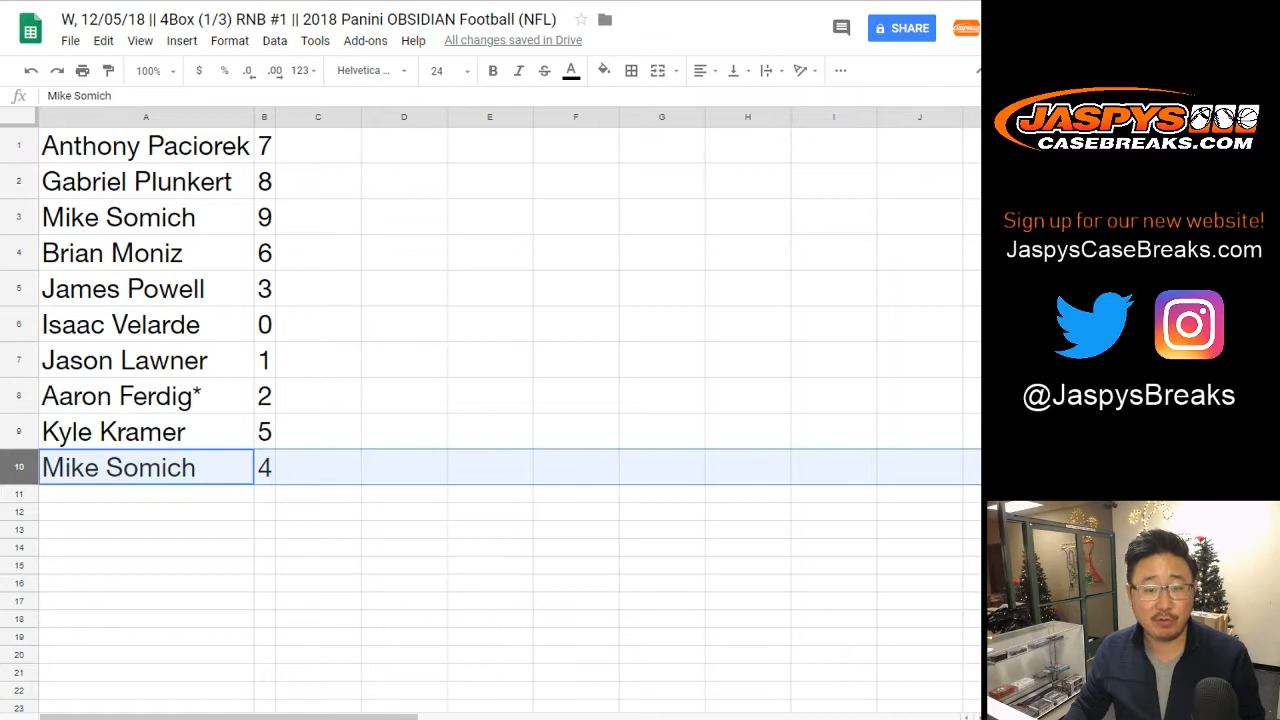 W, 12/05/18 || 4Box (1/3) RNB #1 || 2018 Panini OBSIDIAN Football (NFL)
File Edit View Insert Format Data Tools Add-ons Help All changes saved in Drive
SHARE
100% $ % .0 .00 123 Helvetica ... 24 B I S A
fx Mike Somich
A B C D E F G H I J
1 Anthony Paciorek 7
2 Gabriel Plunkert 8
3 Mike Somich 9
4 Brian Moniz 6
5 James Powell 3
6 Isaac Velarde 0
7 Jason Lawner 1
8 Aaron Ferdig* 2
9 Kyle Kramer 5
10 Mike Somich 4
11
12
13
14
15
16
17
18
19
20
21
22
23
JASPYS
CASEBREAKS.COM
Sign up for our new website!
JaspysCaseBreaks.com
@JaspysBreaks